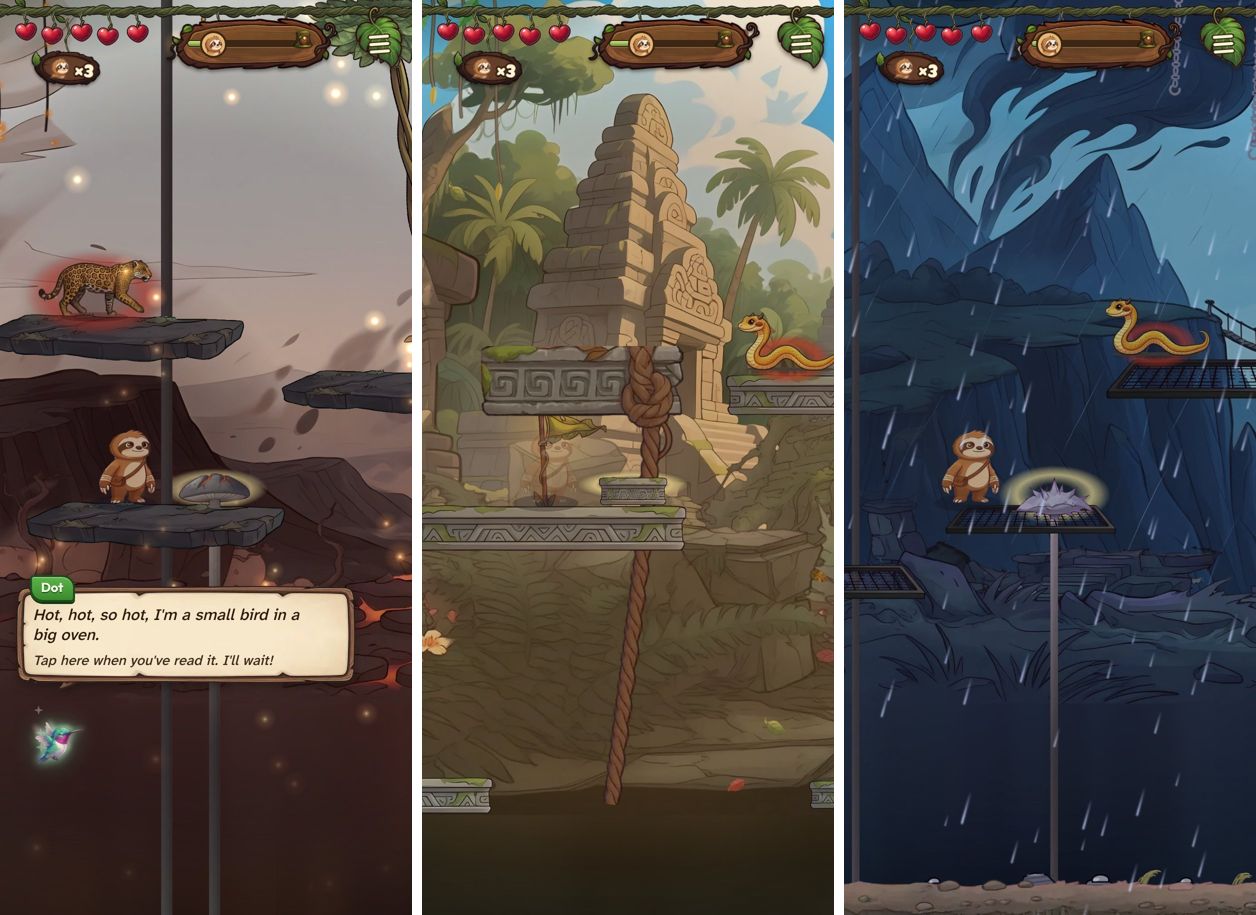 ×3
Dot
Hot, hot, so hot, I'm a small bird in a
big oven.
Tap here when you've read it. I'll wait!
×3
×3